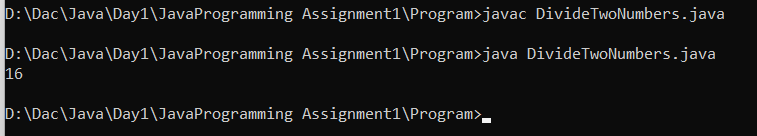 D:\Dac\Java\Day1\JavaProgramming Assignment1\Program>javac DivideTwoNumbers.java
D:\Dac\Java\Day1\JavaProgramming Assignment1\Program>java DivideTwoNumbers.java
16
D:\Dac\Java\Day1\JavaProgramming Assignment1\Program>